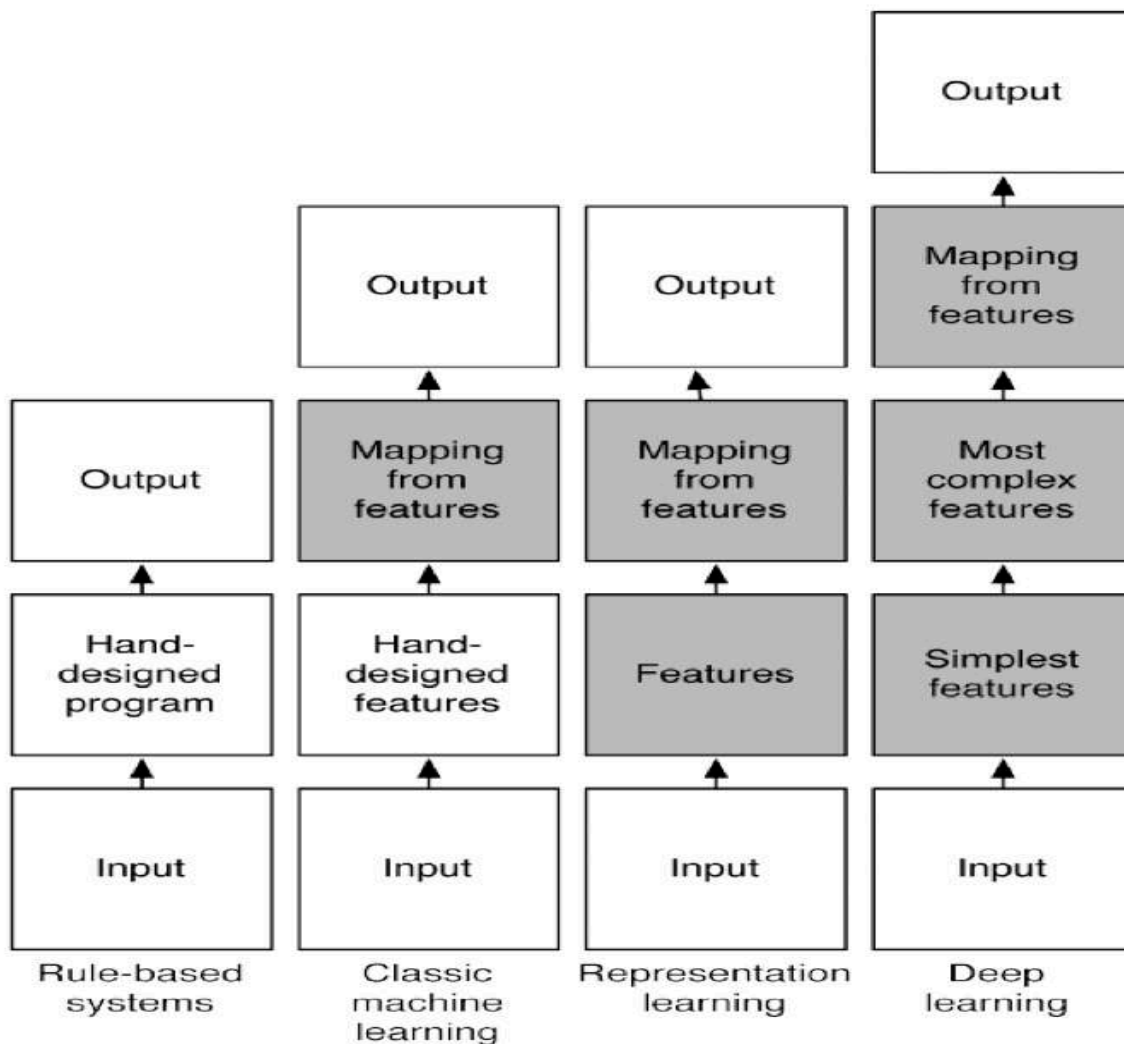 Output
Mapping
from
features
Most
complex
features
Simplest
features
Input
Deep
learning
Output
Mapping
from
features
Features
Input
Representation
learning
Output
Mapping
from
features
Hand-
designed
features
Input
Classic
machine
learning
Output
Hand-
designed
program
Input
Rule-based
systems